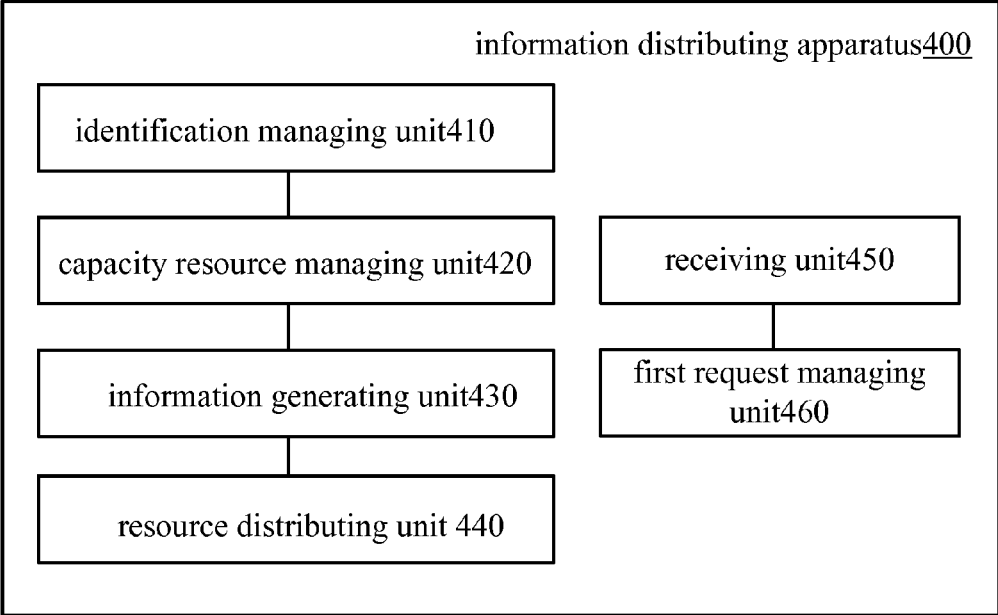 information distributing apparatus400
identification managing unit410
capacity resource managing unit420
information generating unit430
resource distributing unit 440
receiving unit450
first request managing
unit460